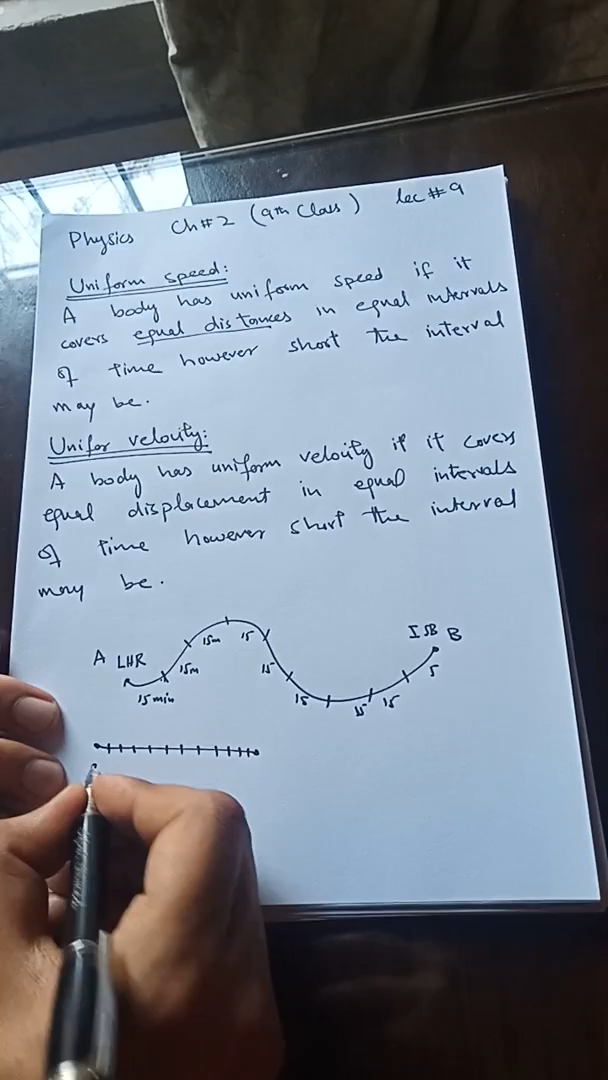 Physics Ch#2 (9th Class) lec #9
Uniform speed:
A body has uniform speed if it
covers equal distances in equal intervals
of time however short the interval
may be.
Unifor velocity:
A body has uniform velocity if it covers
equal displacement in equal intervals
of time however short the interval
may be.
A LHR ISB B
15 min 15m 15m 15 15 15 15 15 5